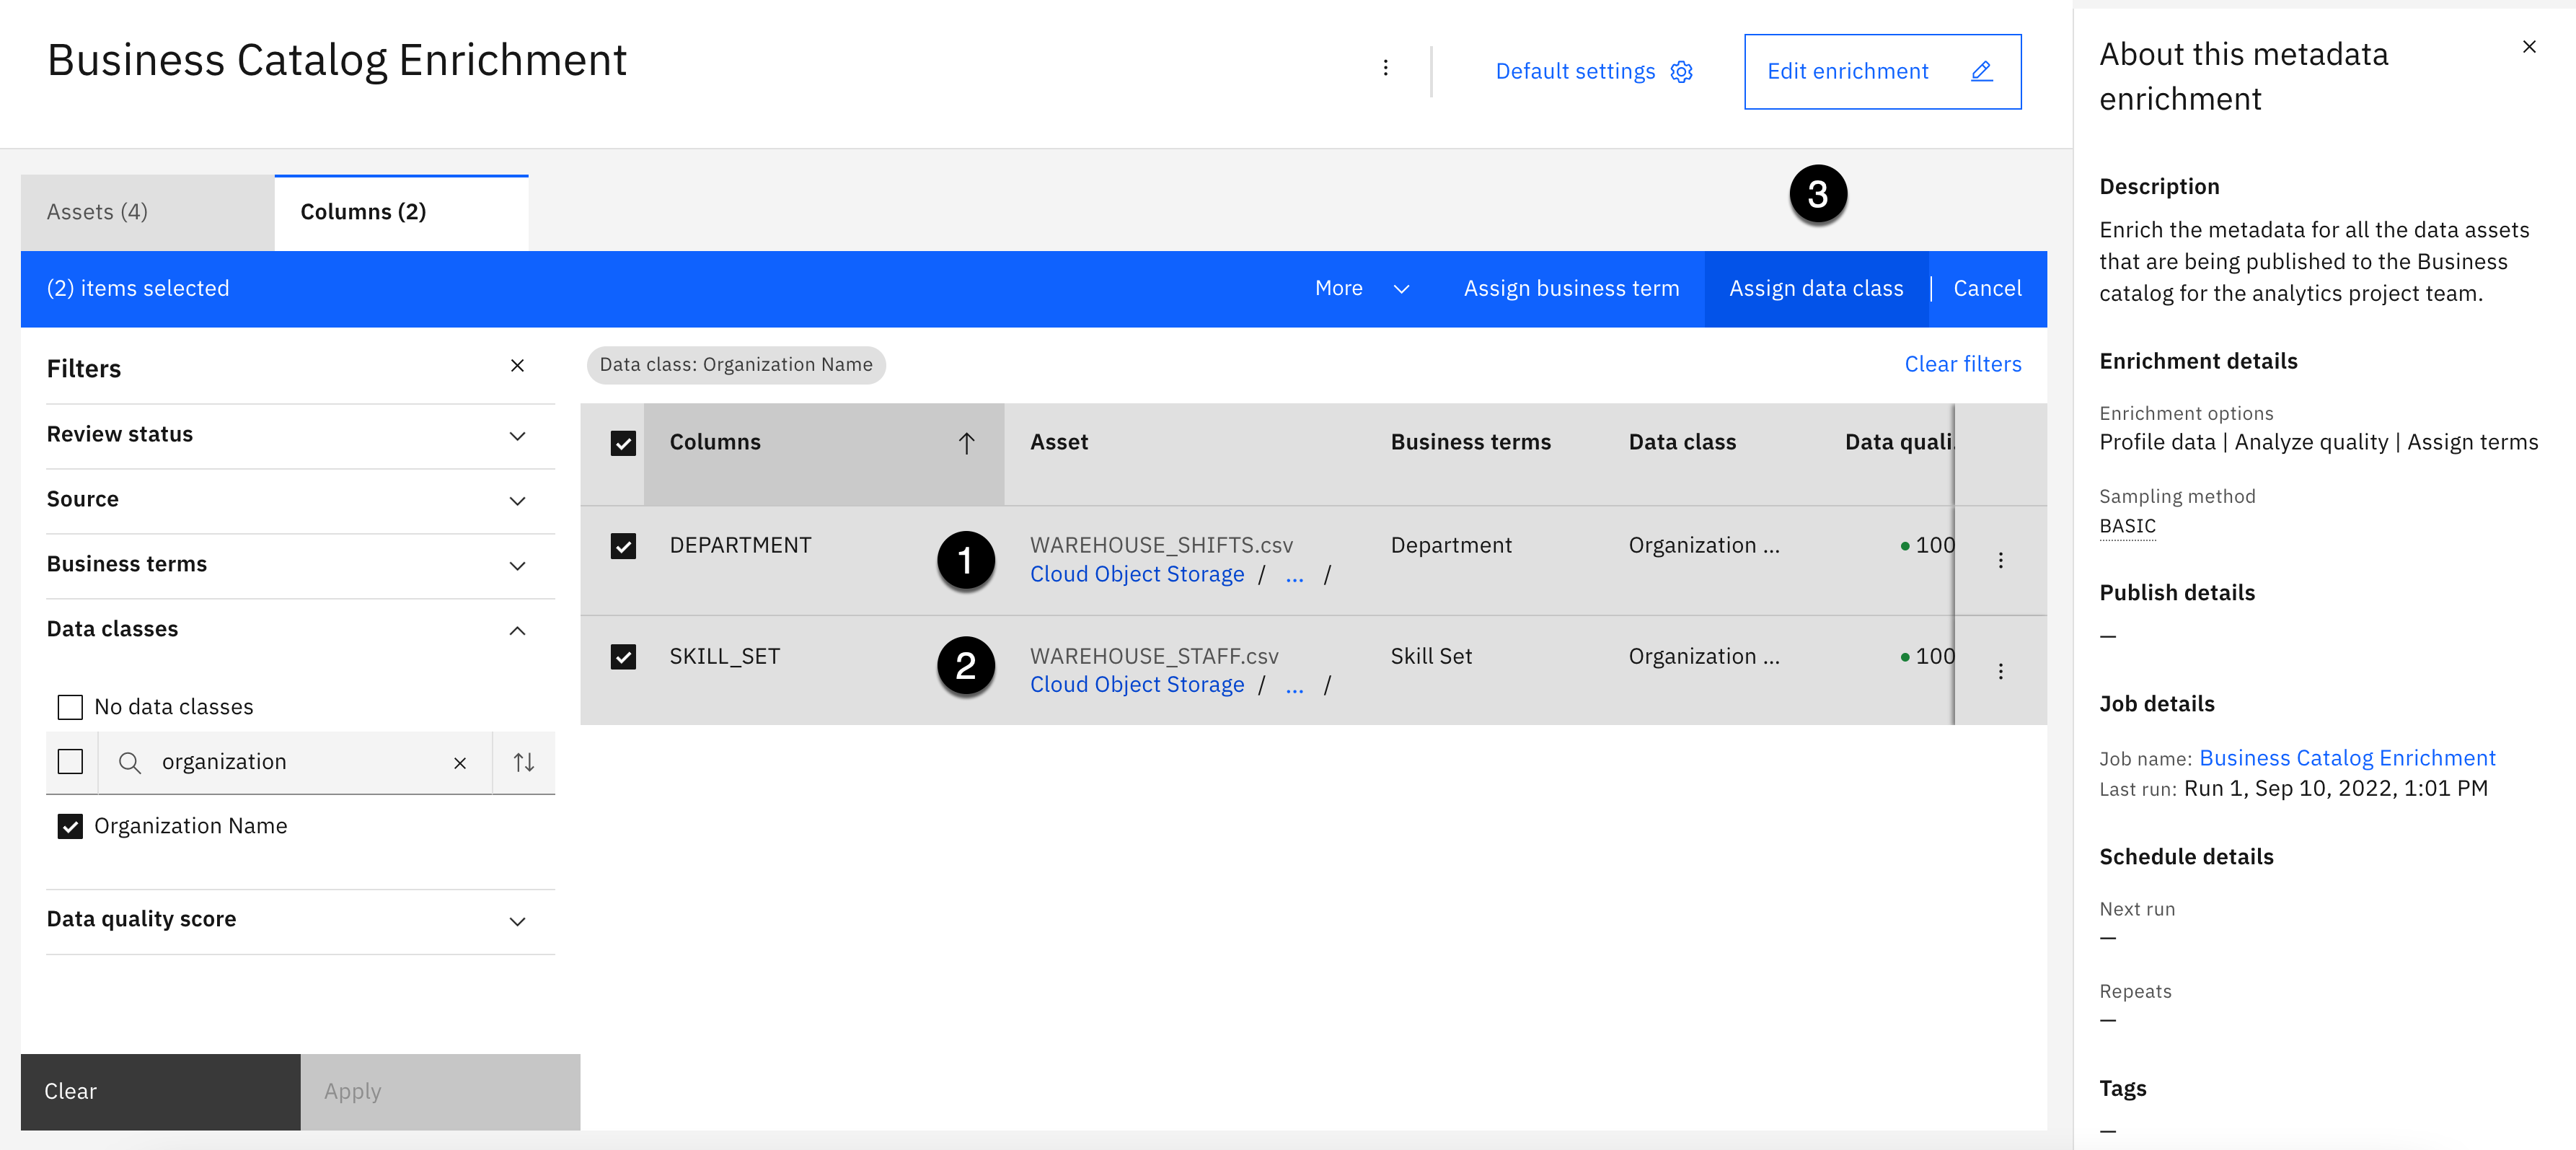 Business Catalog Enrichment
Default settings
Edit enrichment
Assets (4)
Columns (2)
3
(2) items selected
More
Assign business term
Assign data class
Cancel
Filters
Review status
Source
Business terms
Data classes
No data classes
organization
Organization Name
Data quality score
Clear
Apply
Data class: Organization Name
Clear filters
Columns Asset Business terms Data class Data quali
DEPARTMENT 1 WAREHOUSE_SHIFTS.csv Department Organization ... 100
Cloud Object Storage / ... /
SKILL_SET 2 WAREHOUSE_STAFF.csv Skill Set Organization ... 100
Cloud Object Storage / ... /
About this metadata
enrichment
Description
Enrich the metadata for all the data assets
that are being published to the Business
catalog for the analytics project team.
Enrichment details
Enrichment options
Profile data | Analyze quality | Assign terms
Sampling method
BASIC
Publish details
—
Job details
Job name: Business Catalog Enrichment
Last run: Run 1, Sep 10, 2022, 1:01 PM
Schedule details
Next run
—
Repeats
—
Tags
—